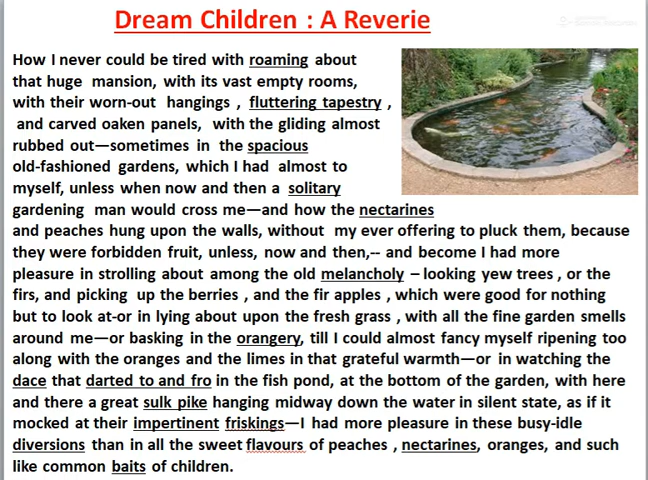 Dream Children : A Reverie
How I never could be tired with roaming about
that huge mansion, with its vast empty rooms,
with their worn-out hangings , fluttering tapestry ,
and carved oaken panels, with the gliding almost
rubbed out—sometimes in the spacious
old-fashioned gardens, which I had almost to
myself, unless when now and then a solitary
gardening man would cross me—and how the nectarines
and peaches hung upon the walls, without my ever offering to pluck them, because
they were forbidden fruit, unless, now and then,-- and become I had more
pleasure in strolling about among the old melancholy – looking yew trees , or the
firs, and picking up the berries , and the fir apples , which were good for nothing
but to look at-or in lying about upon the fresh grass , with all the fine garden smells
around me—or basking in the orangery, till I could almost fancy myself ripening too
along with the oranges and the limes in that grateful warmth—or in watching the
dace that darted to and fro in the fish pond, at the bottom of the garden, with here
and there a great sulk pike hanging midway down the water in silent state, as if it
mocked at their impertinent friskings—I had more pleasure in these busy-idle
diversions than in all the sweet flavours of peaches , nectarines, oranges, and such
like common baits of children.